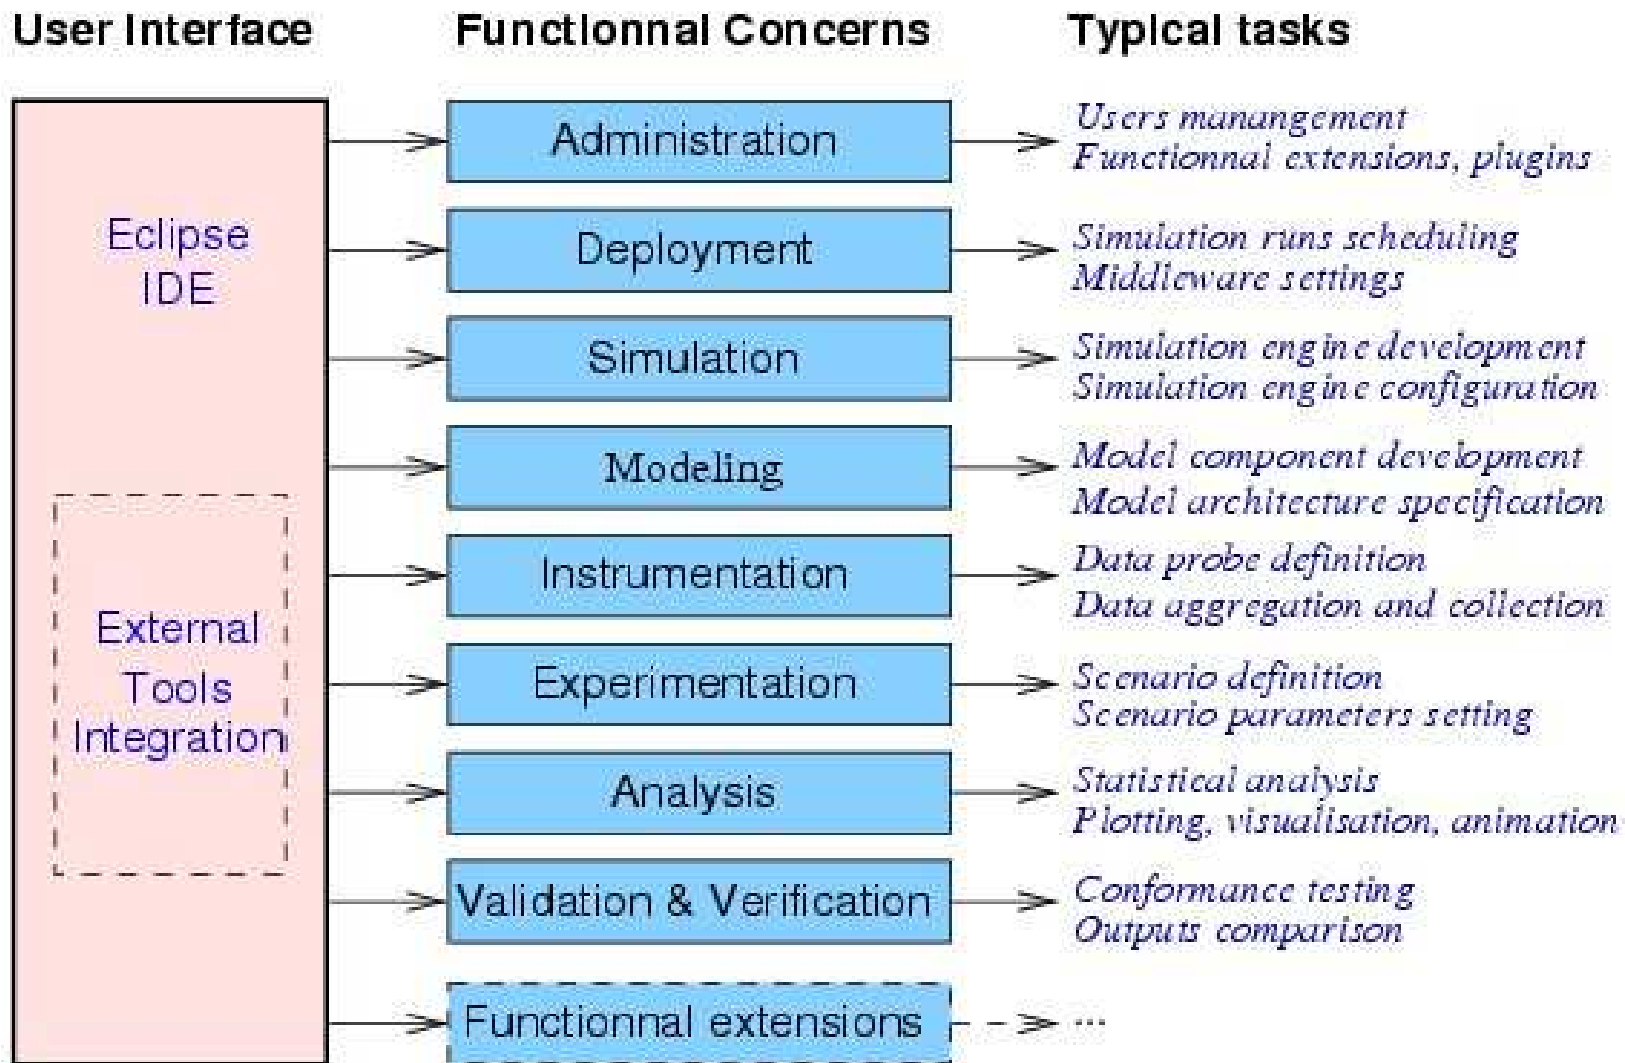 User Interface
Functionnal Concerns
Typical tasks
Eclipse
IDE
External
Tools
Integration
Administration
Users manangement
Functionnal extensions, plugins
Deployment
Simulation runs scheduling
Middleware settings
Simulation
Simulation engine development
Simulation engine configuration
Modeling
Model component development
Model architecture specification
Instrumentation
Data probe definition
Data aggregation and collection
Experimentation
Scenario definition
Scenario parameters setting
Analysis
Statistical analysis
Plotting, visualisation, animation
Validation & Verification
Conformance testing
Outputs comparison
Functionnal extensions
...